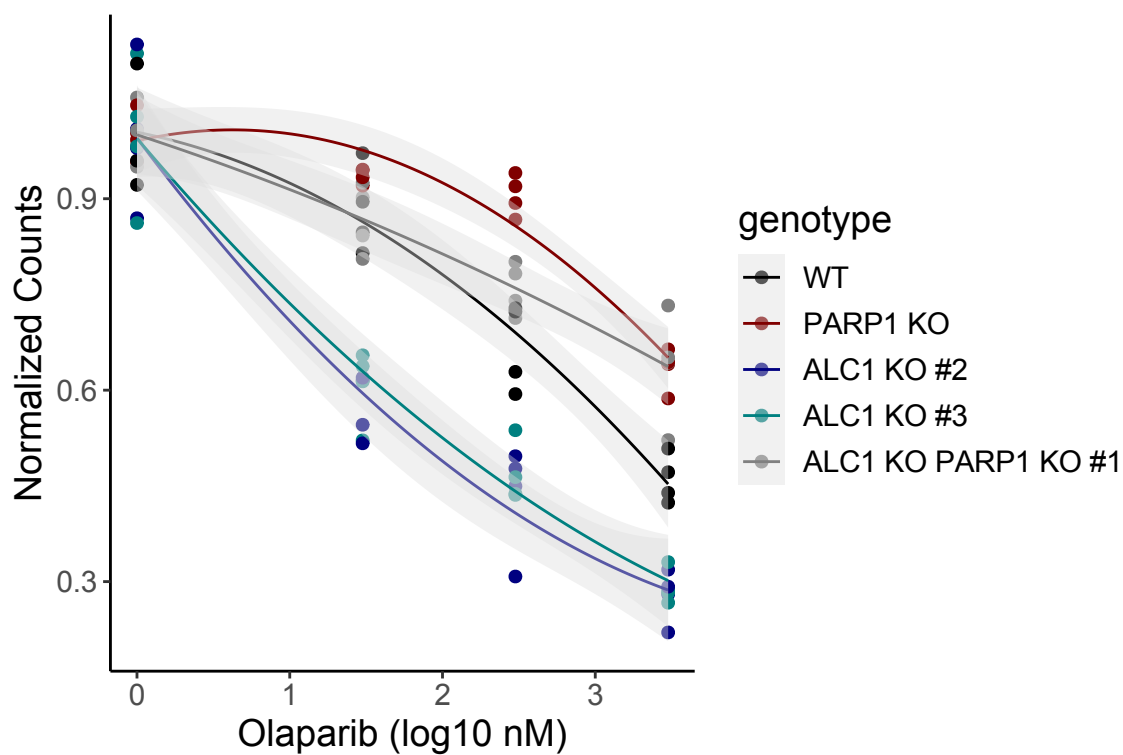 Normalized Counts
0.9
0.6
0.3
0
1
2
3
Olaparib (log10 nM)
genotype
WT
PARP1 KO
ALC1 KO #2
ALC1 KO #3
ALC1 KO PARP1 KO #1